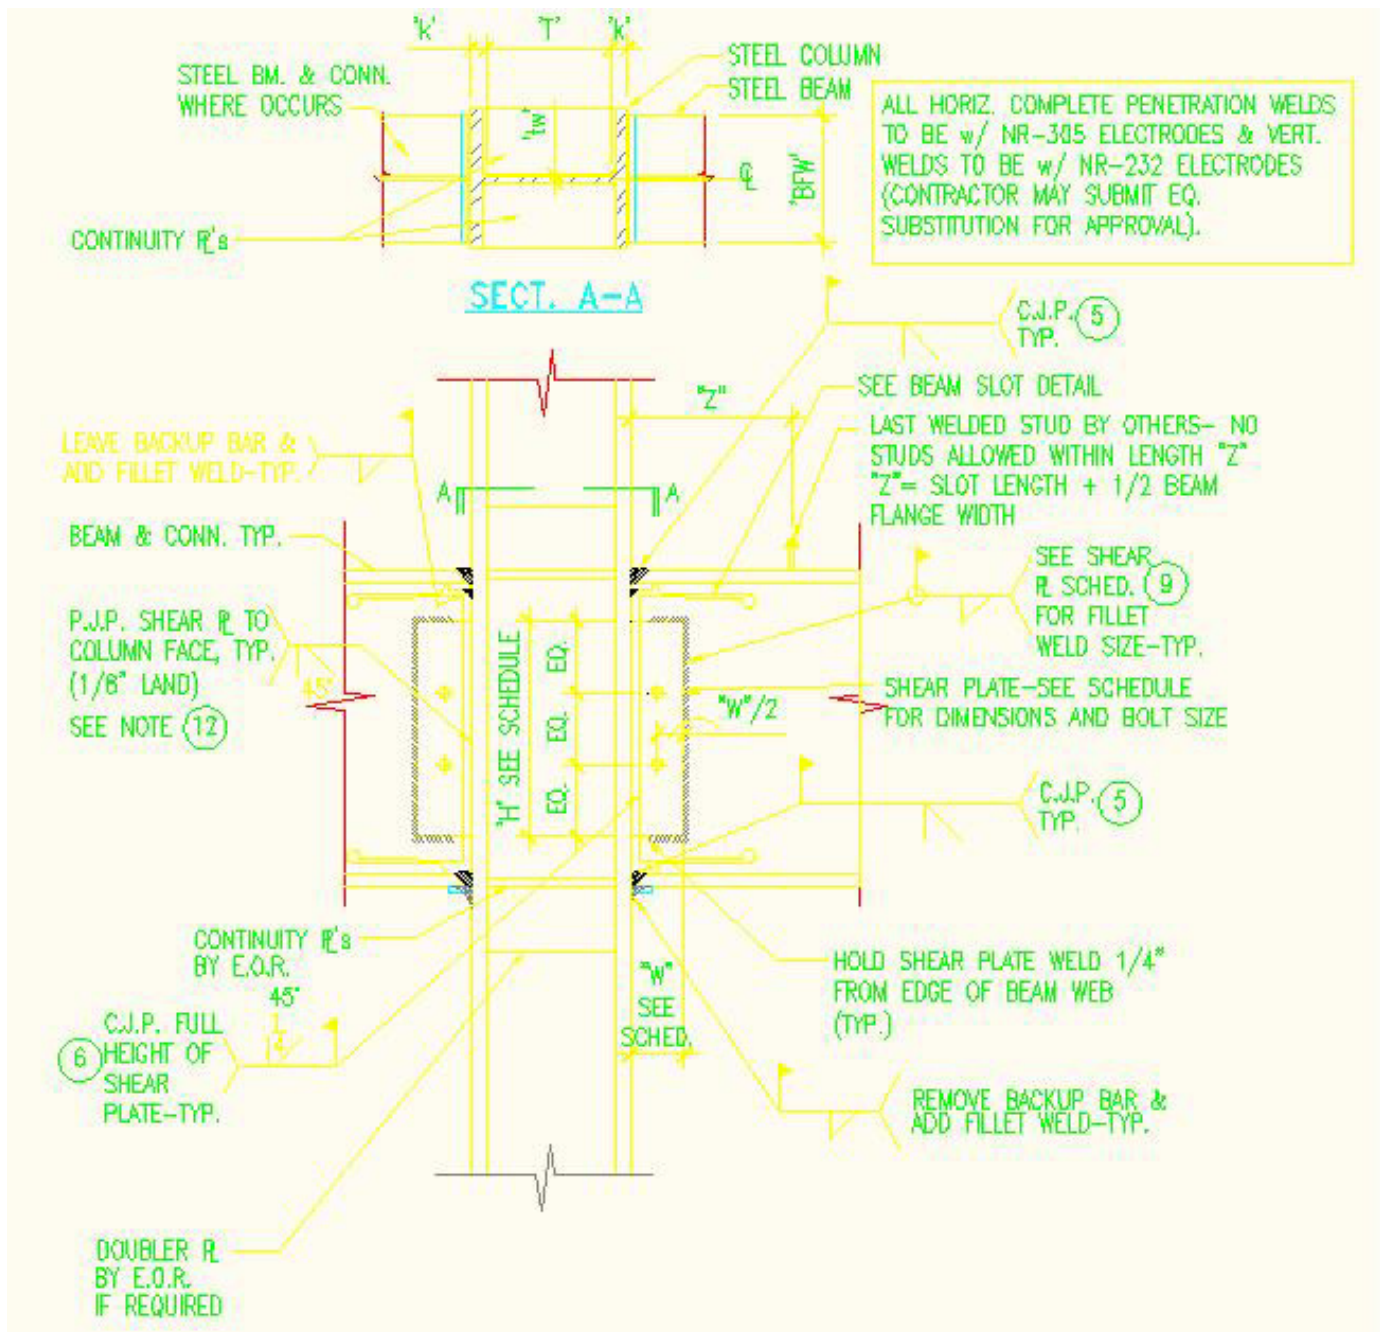 'k' 'T' 'k'
STEEL COLUMN
STEEL BEAM
STEEL BM. & CONN.
WHERE OCCURS
'tw'
'BFW'
℄
CONTINUITY ℞'s
ALL HORIZ. COMPLETE PENETRATION WELDS
TO BE w/ NR-305 ELECTRODES & VERT.
WELDS TO BE w/ NR-232 ELECTRODES
(CONTRACTOR MAY SUBMIT EQ.
SUBSTITUTION FOR APPROVAL).
SECT. A-A
C.J.P. 5
TYP.
SEE BEAM SLOT DETAIL
"Z"
LAST WELDED STUD BY OTHERS- NO
STUDS ALLOWED WITHIN LENGTH "Z"
"Z"= SLOT LENGTH + 1/2 BEAM
FLANGE WIDTH
LEAVE BACKUP BAR &
ADD FILLET WELD-TYP.
A A
BEAM & CONN. TYP.
SEE SHEAR
℞ SCHED. 9
FOR FILLET
WELD SIZE-TYP.
P.J.P. SHEAR ℞ TO
COLUMN FACE, TYP.
(1/8" LAND)
SEE NOTE 12
45°
"H" SEE SCHEDULE
EQ.
EQ.
EQ.
"W"/2
SHEAR PLATE-SEE SCHEDULE
FOR DIMENSIONS AND BOLT SIZE
C.J.P. 5
TYP.
CONTINUITY ℞'s
BY E.O.R.
45°
1/4
6 C.J.P. FULL
HEIGHT OF
SHEAR
PLATE-TYP.
"W"
SEE
SCHED.
HOLD SHEAR PLATE WELD 1/4"
FROM EDGE OF BEAM WEB
(TYP.)
REMOVE BACKUP BAR &
ADD FILLET WELD-TYP.
DOUBLER ℞
BY E.O.R.
IF REQUIRED